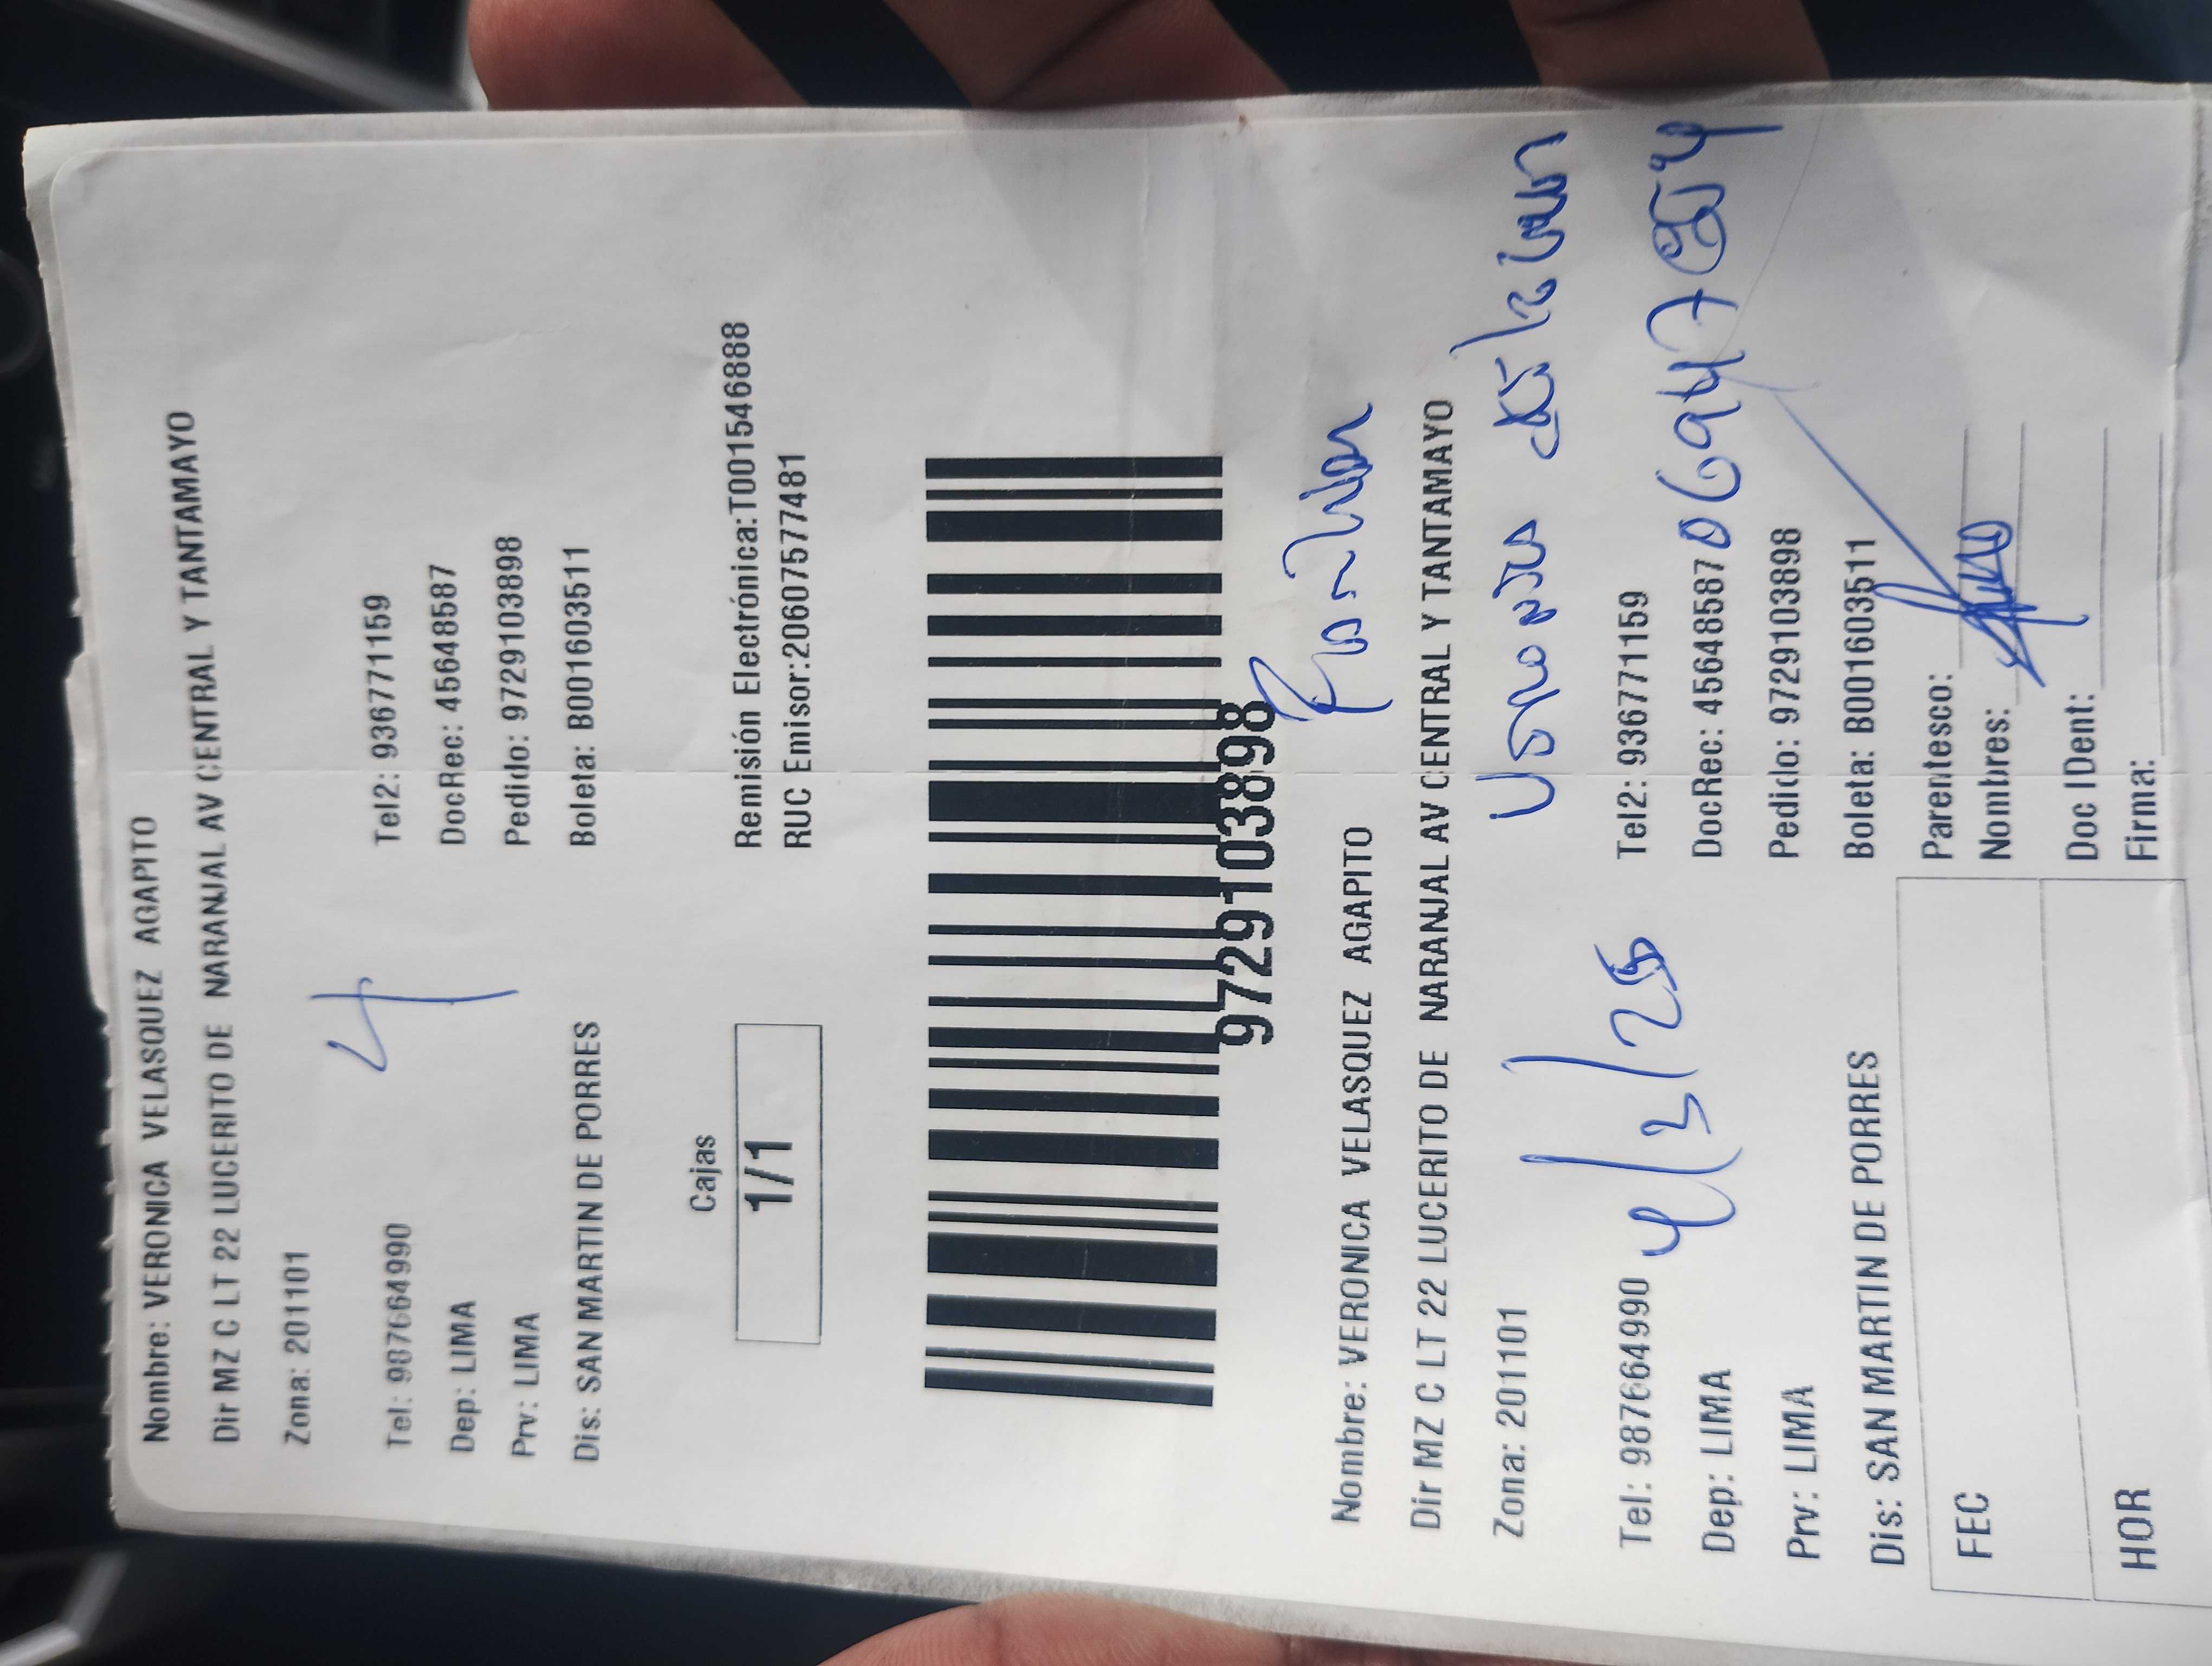 Nombre: VERONICA VELASQUEZ AGAPITO
Dir MZ C LT 22 LUCERITO DE NARANJAL AV CENTRAL Y TANTAMAYO
Zona: 201101
4
Tel: 987664990 Tel2: 936771159
Dep: LIMA DocRec: 45648587
Prv: LIMA Pedido: 9729103898
Dis: SAN MARTIN DE PORRES Boleta: B001603511
Cajas
1/1
Remisión Electrónica:T001546888
RUC Emisor:20607577481
9729103898
Nombre: VERONICA VELASQUEZ AGAPITO
Dir MZ C LT 22 LUCERITO DE NARANJAL AV CENTRAL Y TANTAMAYO
Zona: 201101
Tel: 987664990 Tel2: 936771159
4/2/25
Dep: LIMA DocRec: 45648587
Prv: LIMA Pedido: 9729103898
Dis: SAN MARTIN DE PORRES Boleta: B001603511
FEC Parentesco:
Nombres:
HOR Doc IDent:
Firma: